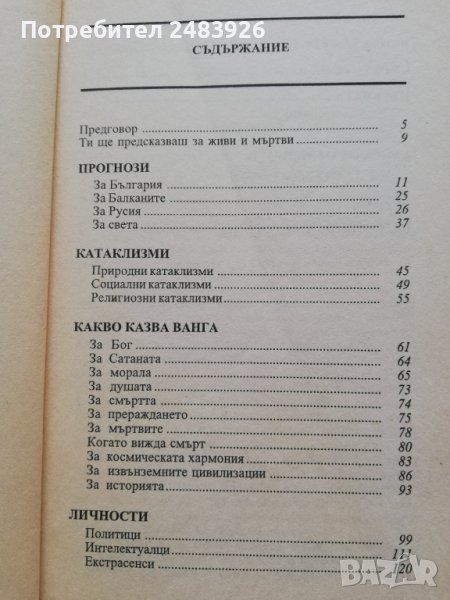 Потребител 2483926
СЪДЪРЖАНИЕ
Предговор ........ 5
Ти ще предсказваш за живи и мъртви ........ 9
ПРОГНОЗИ
За България ........ 11
За Балканите ........ 25
За Русия ........ 26
За света ........ 37
КАТАКЛИЗМИ
Природни катаклизми ........ 45
Социални катаклизми ........ 49
Религиозни катаклизми ........ 55
КАКВО КАЗВА ВАНГА
За Бог ........ 61
За Сатаната ........ 64
За морала ........ 65
За душата ........ 73
За смъртта ........ 74
За прераждането ........ 75
За мъртвите ........ 78
Когато вижда смърт ........ 80
За космическата хармония ........ 83
За извънземните цивилизации ........ 86
За историята ........ 93
ЛИЧНОСТИ
Политици ........ 99
Интелектуалци ........ 111
Екстрасенси ........ 120
BAZAR